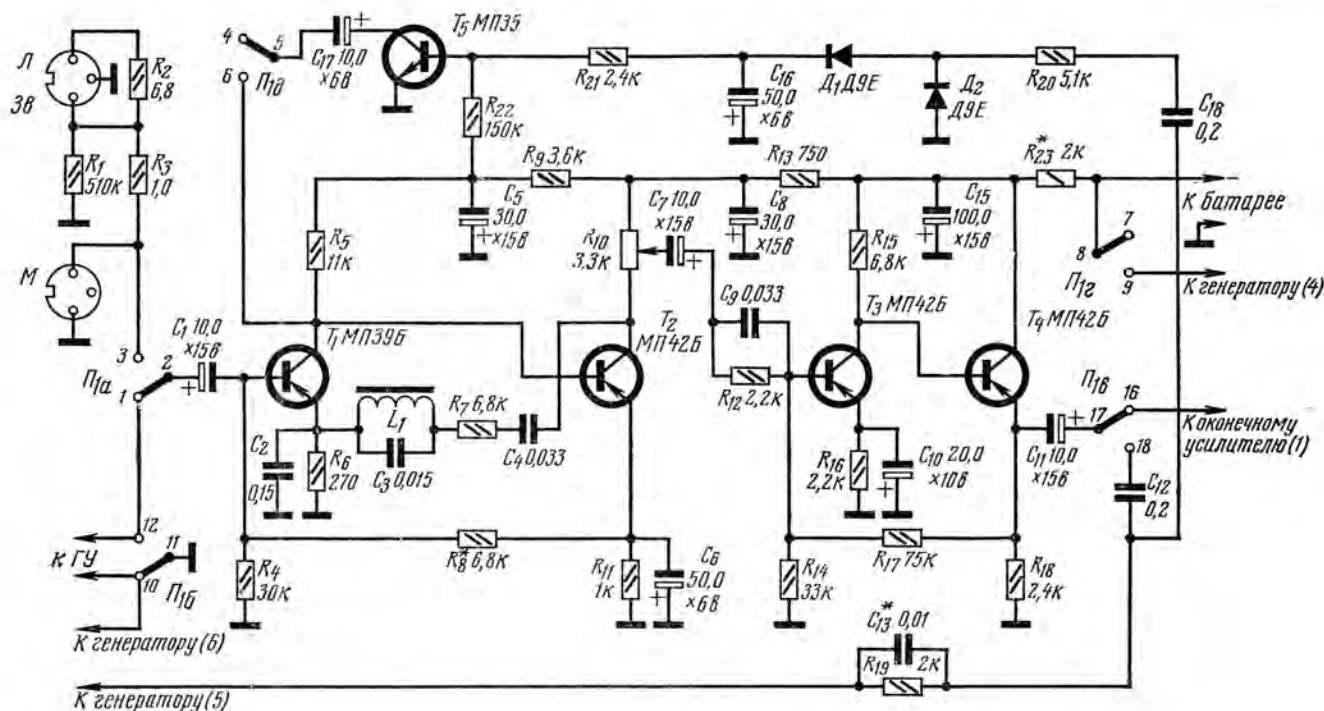 Л
Зв
R2
6,8
R1
510к
R3
1,0
М
4
5
6
П1д
C17 10,0
×6в
T5 МП35
R22
150к
R21 2,4к
C16
50,0
×6в
Д1 Д9Е
Д2
Д9Е
R20 5,1к
C18
0,2
R9 3,6к
R13 750
R*23 2к
C5
30,0
×15в
C7 10,0
×15в
C8
30,0
×15в
C15
100,0
×15в
К батарее
7
8
9
П1г
К генератору (4)
R5
11к
R10
3,3к
R15
6,8к
C9 0,033
T1 МП39Б
T2
МП42Б
T3 МП42Б
T4 МП42Б
C1 10,0
×15в
3
2
1
П1а
R12 2,2к
П1в
16
17
18
К оконечному
усилителю (1)
L1
R7 6,8к
C4 0,033
C3 0,015
C2
0,15
R6
270
R16
2,2к
C10 20,0
×10в
C11 10,0
×15в
C12
0,2
12
К ГУ
11
10
П1б
R4
30к
R*8 6,8к
R11
1к
C6
50,0
×6в
R14
33к
R17 75к
R18
2,4к
К генератору (6)
C*13 0,01
R19 2к
К генератору (5)